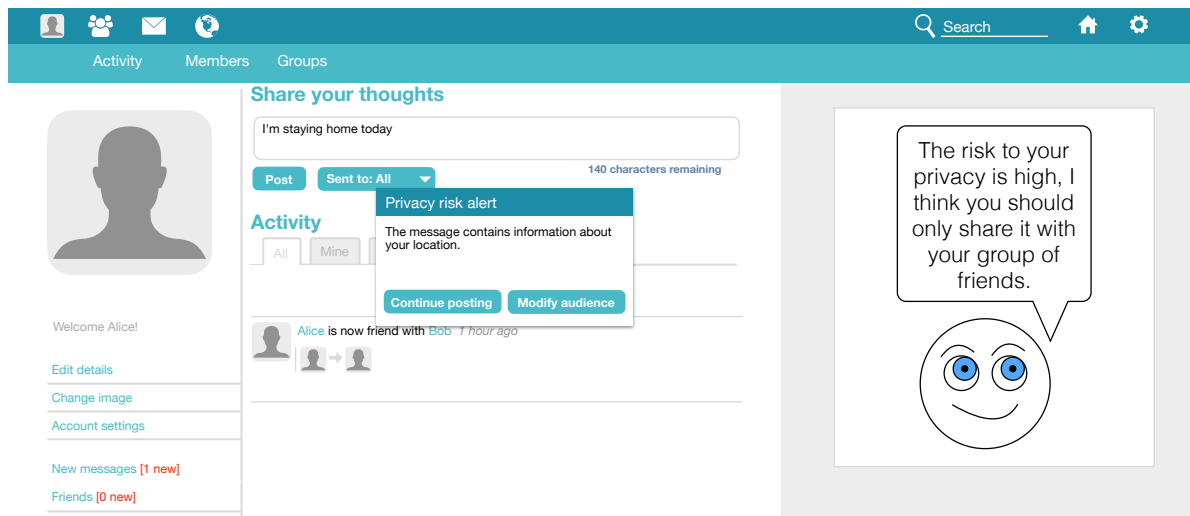 Search
Activity Members Groups
Share your thoughts
I'm staying home today
140 characters remaining
Post Sent to: All
Privacy risk alert
The message contains information about
your location.
Continue posting Modify audience
Activity
All Mine
Alice is now friend with Bob 1 hour ago
Welcome Alice!
Edit details
Change image
Account settings
New messages [1 new]
Friends [0 new]
The risk to your
privacy is high, I
think you should
only share it with
your group of
friends.